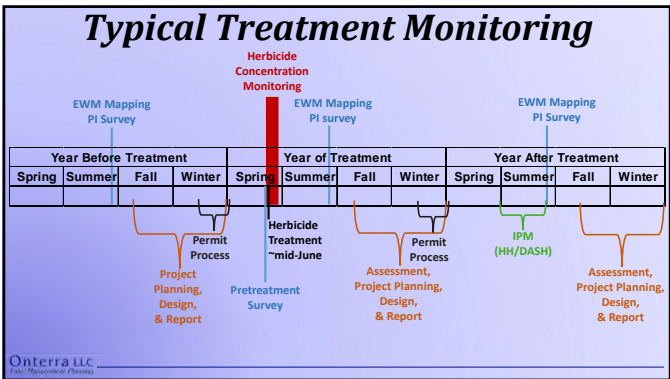 Typical Treatment Monitoring
Herbicide
Concentration
Monitoring
EWM Mapping
PI Survey
EWM Mapping
PI survey
EWM Mapping
PI Survey
Year Before Treatment Year of Treatment Year After Treatment
Spring Summer Fall Winter Spring Summer Fall Winter Spring Summer Fall Winter
Permit
Process
Herbicide
Treatment
~mid-June
Permit
Process
IPM
(HH/DASH)
Project
Planning,
Design,
& Report
Pretreatment
Survey
Assessment,
Project Planning,
Design,
& Report
Assessment,
Project Planning,
Design,
& Report
Onterra LLC
Lake Management Planning